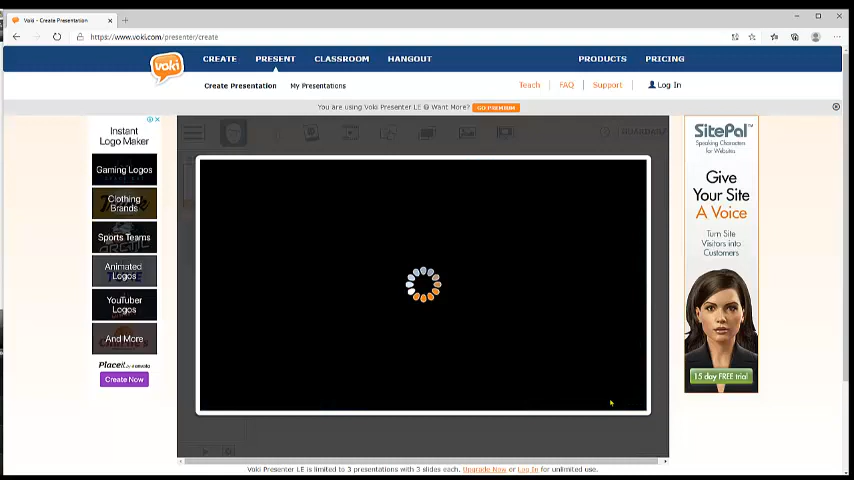 Voki - Create Presentation
https://www.voki.com/presenter/create
voki
CREATE PRESENT CLASSROOM HANGOUT PRODUCTS PRICING
Create Presentation My Presentations Teach FAQ Support Log In
You are using Voki Presenter LE @ Want More? GO PREMIUM
Instant
Logo Maker
Gaming Logos
Clothing
Brands
Sports Teams
Animated
Logos
YouTuber
Logos
And More
Placeit
Create Now
SitePal™
Speaking Characters
for Websites
Give
Your Site
A Voice
Turn Site
Visitors into
Customers
15 day FREE trial
Voki Presenter LE is limited to 3 presentations with 3 slides each. Upgrade Now or Log In for unlimited use.